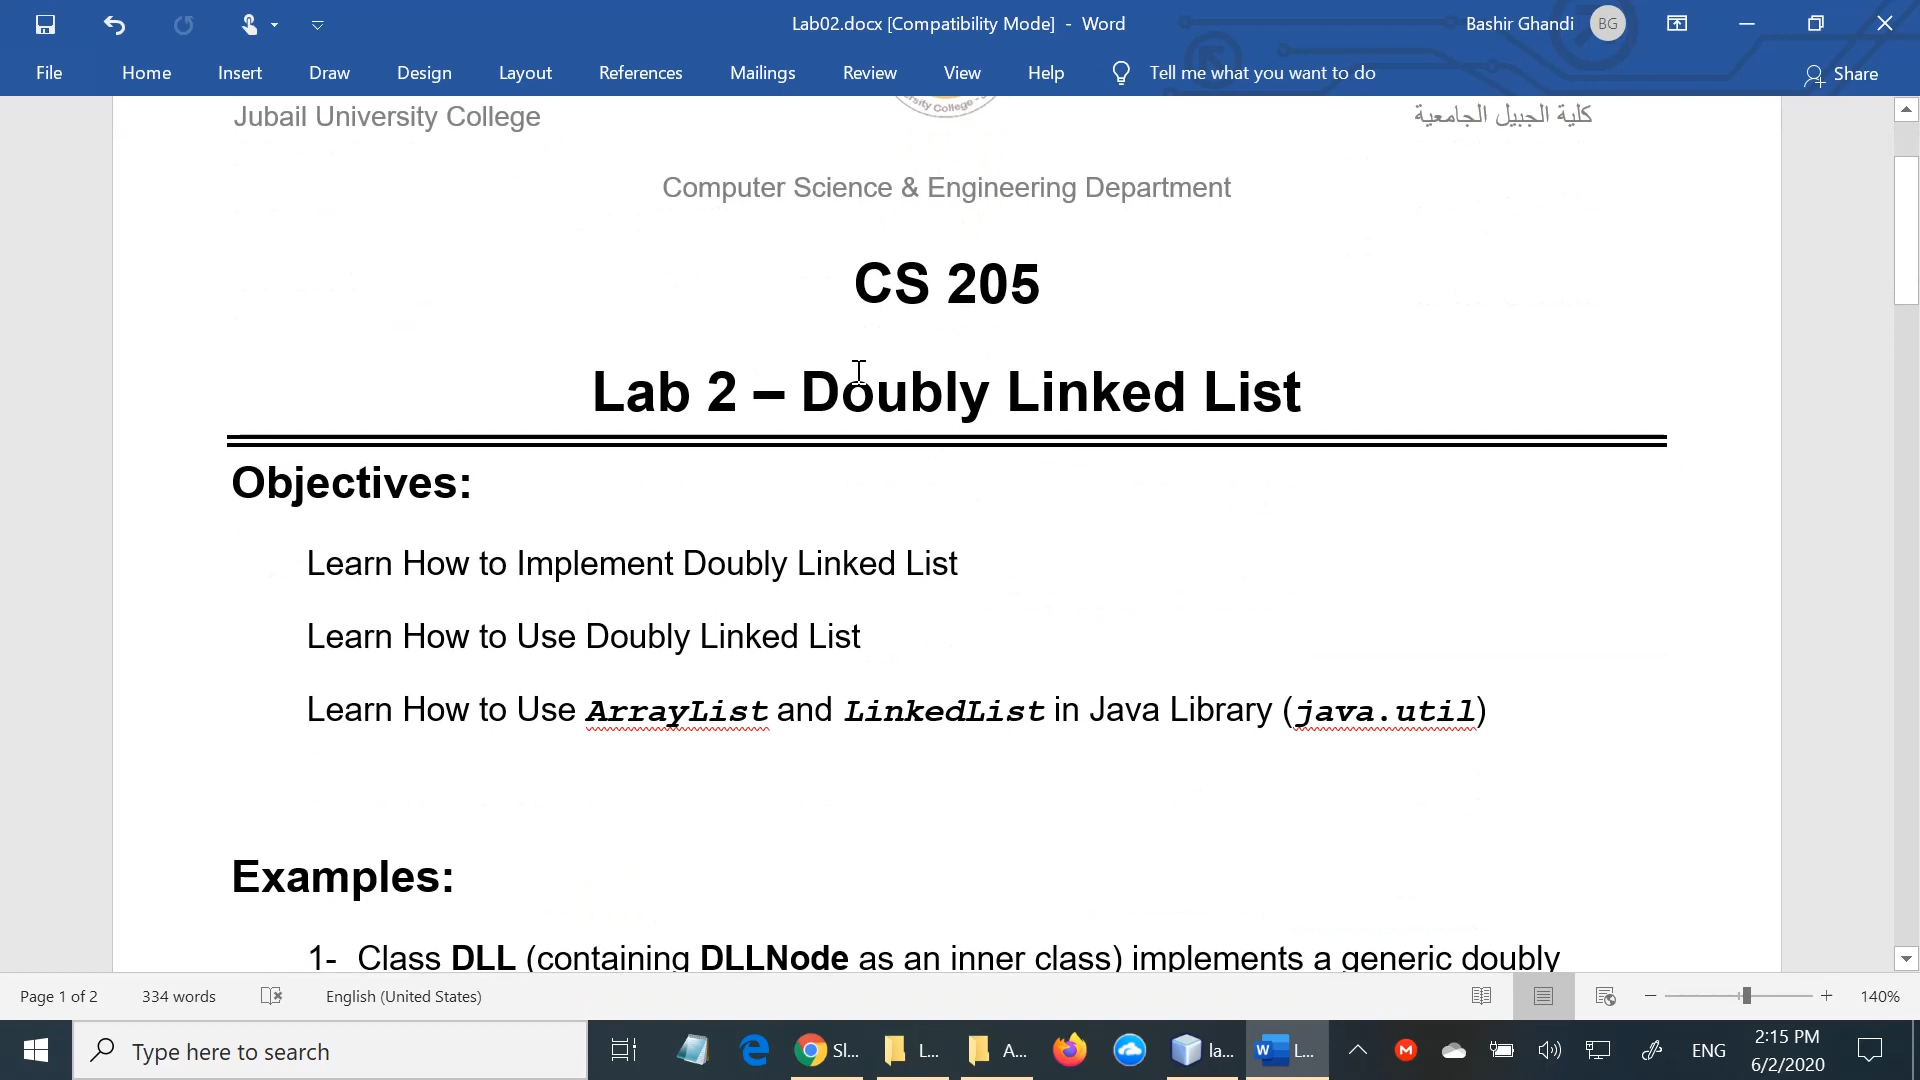 Lab02.docx [Compatibility Mode] - Word
Bashir Ghandi BG
File Home Insert Draw Design Layout References Mailings Review View Help Tell me what you want to do Share
Jubail University College
كلية الجبيل الجامعية
Computer Science & Engineering Department
CS 205
Lab 2 – Doubly Linked List
Objectives:
Learn How to Implement Doubly Linked List
Learn How to Use Doubly Linked List
Learn How to Use ArrayList and LinkedList in Java Library (java.util)
Examples:
1- Class DLL (containing DLLNode as an inner class) implements a generic doubly
Page 1 of 2 334 words English (United States) 140%
Type here to search
Sl... L... A... la... L... ENG
2:15 PM
6/2/2020